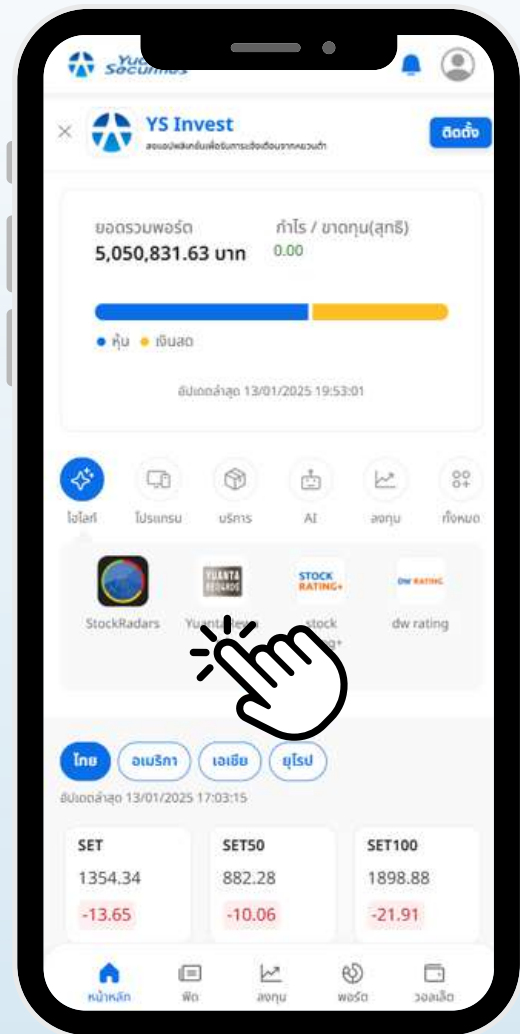 Securities
YS Invest
ติดตั้ง
ยอดรวมพอร์ต
กำไร / ขาดทุน(สุทธิ)
5,050,831.63 บาท
0.00
หุ้น
เงินสด
อัปเดตล่าสุด 13/01/2025 19:53:01
ไฮไลท์
โปรแกรม
บริการ
AI
ลงทุน
ทั้งหมด
YUANTA
REWARDS
STOCK
RATING+
DW RATING
StockRadars
stock
dw rating
ไทย
อเมริกา
เอเชีย
ยุโรป
อัปเดตล่าสุด 13/01/2025 17:03:15
SET
SET50
SET100
1354.34
882.28
1898.88
-13.65
-10.06
-21.91
หน้าหลัก
ฟีด
ลงทุน
พอร์ต
วอลเล็ต